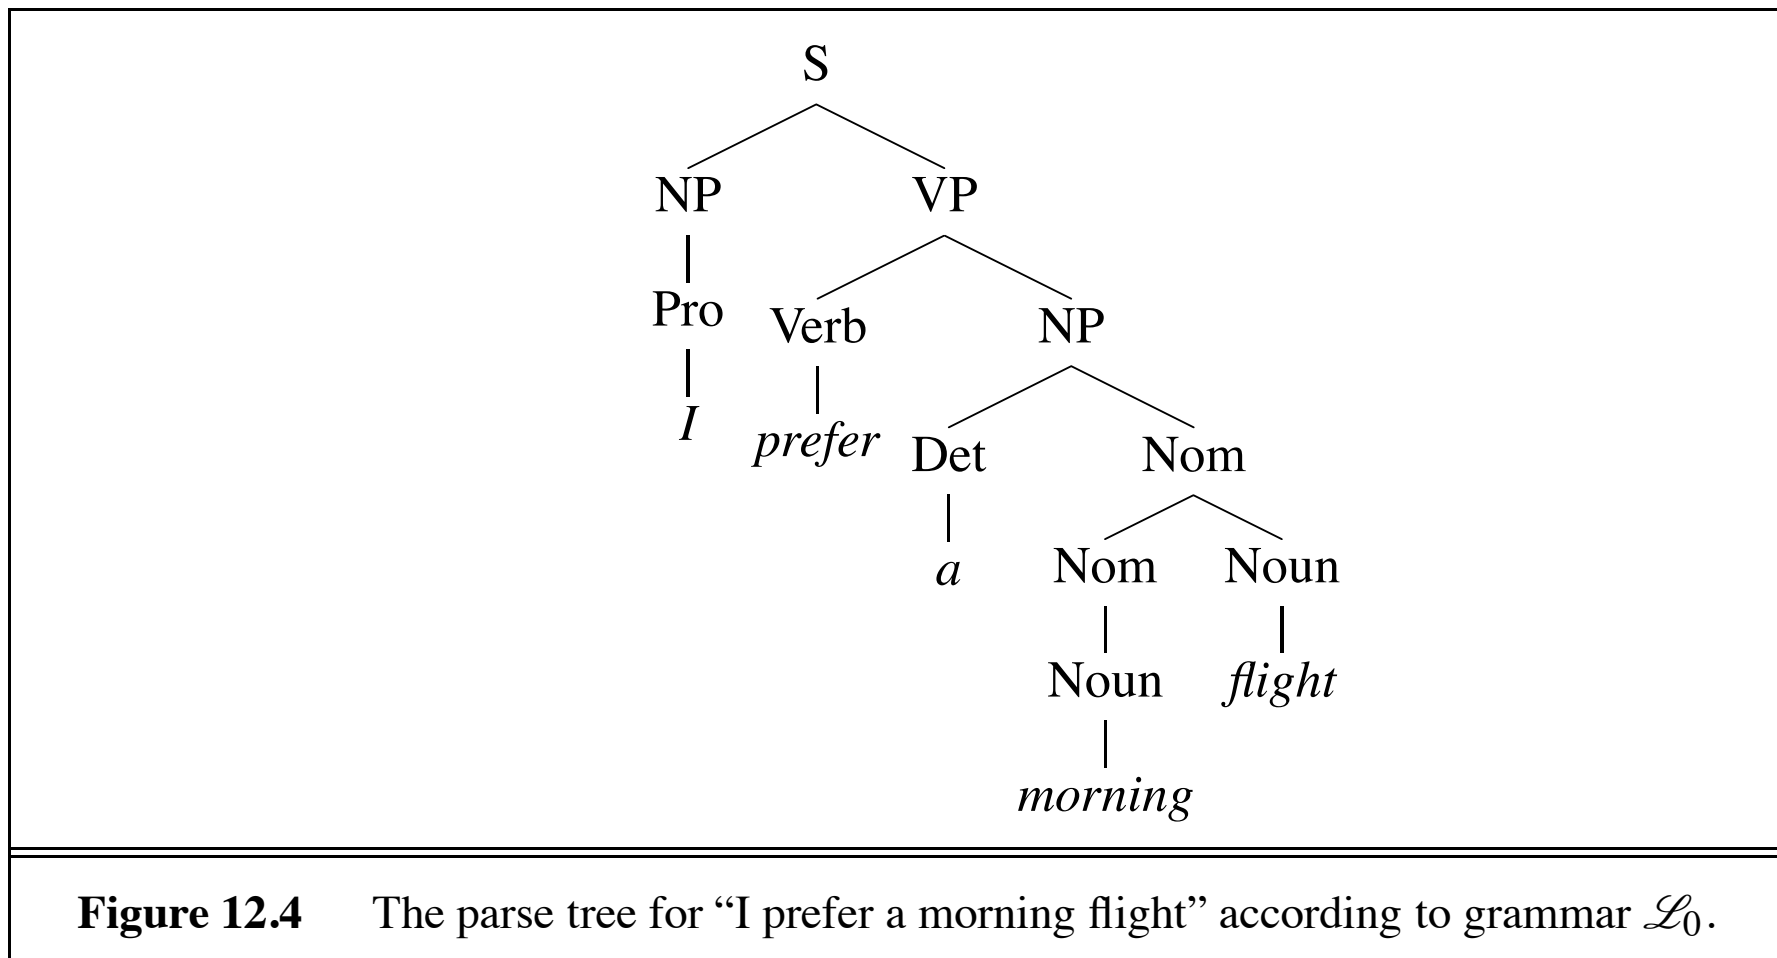 S
NP VP
Pro Verb NP
I prefer Det Nom
a Nom Noun
Noun flight
morning
Figure 12.4 The parse tree for “I prefer a morning flight” according to grammar ℒ₀.